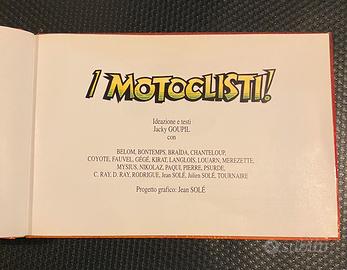 I MOTOCLISTI!
Ideazione e testi
Jacky GOUPIL
con
BELOM, BONTEMPS, BRAÏDA, CHANTELOUP,
COYOTE, FAUVEL, GÉGÉ, KIRAT, LANGLOIS, LOUARN, MEREZETTE,
MYSIUS, NIKOLAZ, PAQUI, PIERRE, PSURDE,
C. RAY, D. RAY, RODRIGUE, Jean SOLÉ, Julien SOLÉ, TOURNAIRE
Progetto grafico: Jean SOLÉ
subito